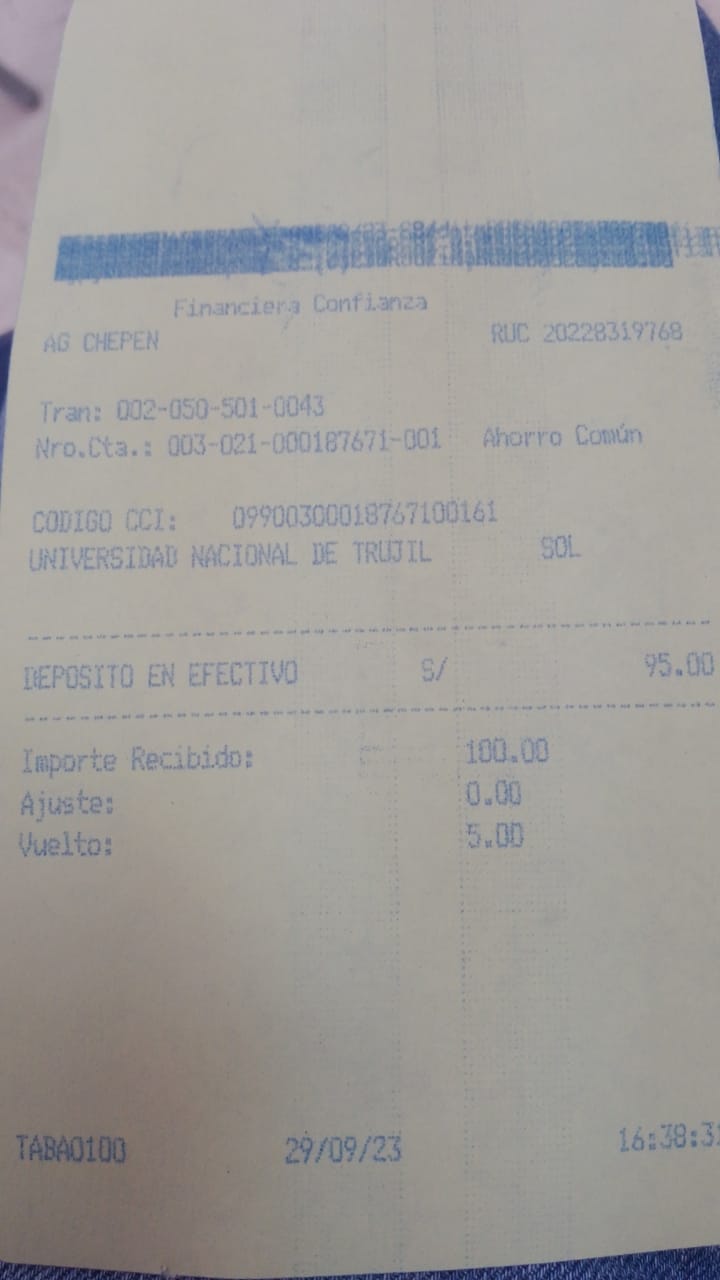 Financiera Confianza
AG CHEPEN RUC 20228319768
Tran: 002-050-501-0043
Nro.Cta.: 003-021-000187671-001 Ahorro Común
CODIGO CCI: 09900300018767100161
UNIVERSIDAD NACIONAL DE TRUJIL SOL
DEPOSITO EN EFECTIVO S/ 95.00
Importe Recibido: 100.00
Ajuste: 0.00
Vuelto: 5.00
TABAO100 29/09/23